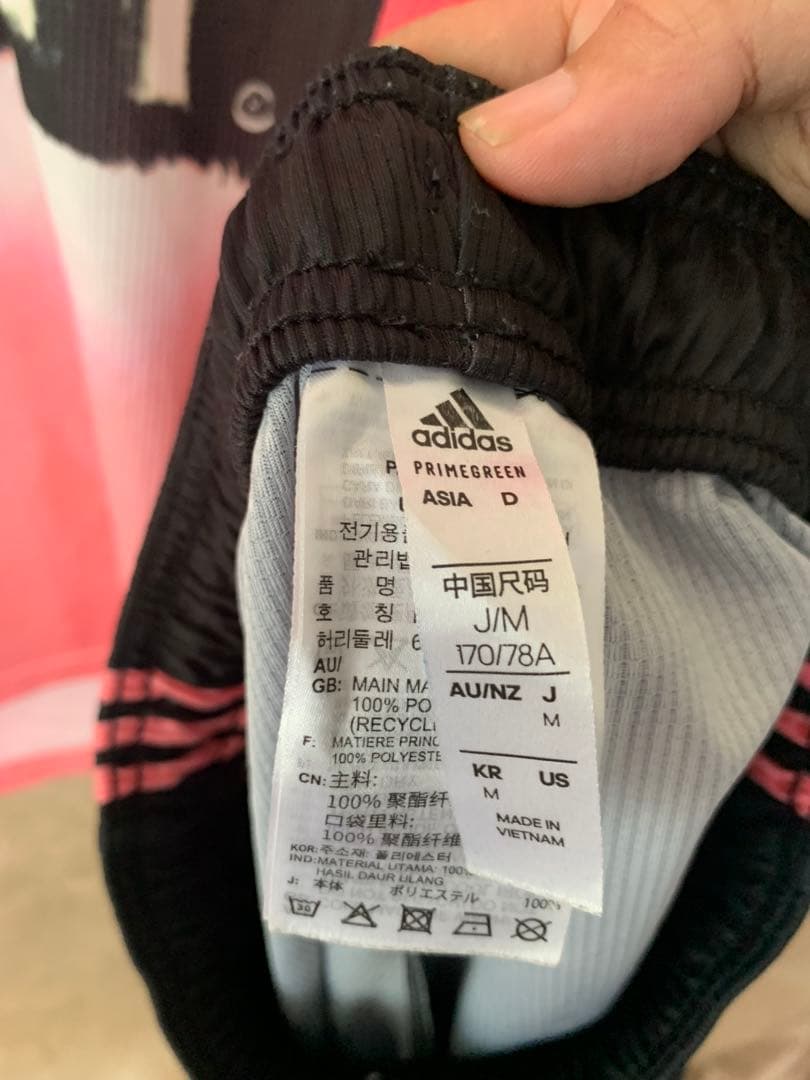 adidas
PRIMEGREEN
ASIA D
中国尺码
J/M
170/78A
AU/NZ J
M
KR US
M
MADE IN
VIETNAM
전기용
관리법
품 명
호 칭
허리둘레 6
AU/
GB: MAIN MA
100% PO
(RECYCL
F: MATIERE PRINC
100% POLYESTE
CN: 主料:
100% 聚酯纤
口袋里料:
100% 聚酯纤维
KOR: 주소재: 폴리에스터
IND: MATERIAL UTAMA: 100%
HASIL DAUR ULANG
J: 本体 ポリエステル 100%
30